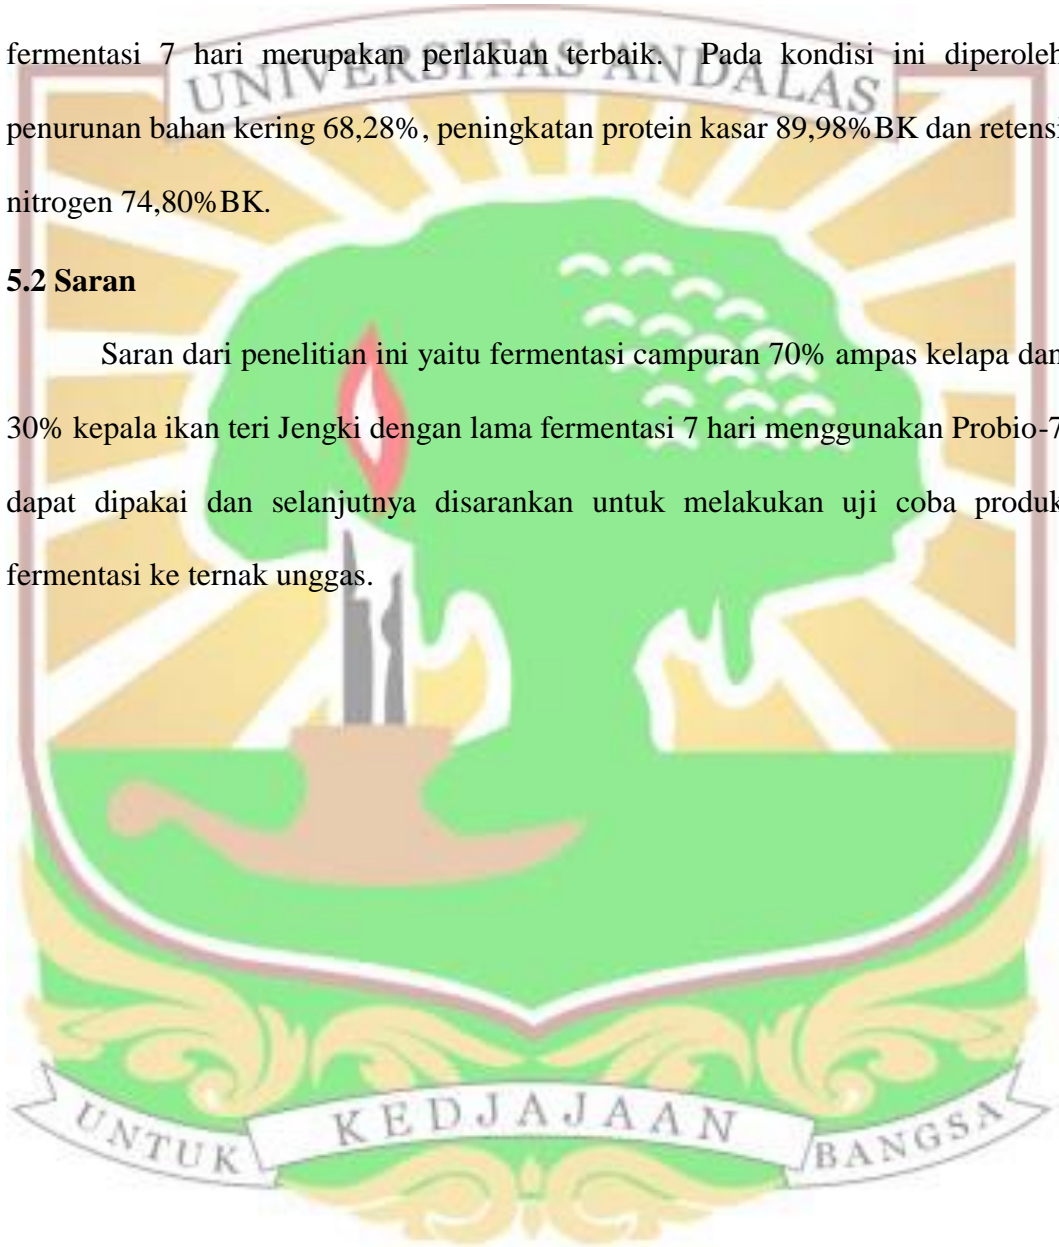 fermentasi 7 hari merupakan perlakuan terbaik. Pada kondisi ini diperoleh
UNIVERSITAS ANDALAS
penurunan bahan kering 68,28%, peningkatan protein kasar 89,98%BK dan retensi
nitrogen 74,80%BK.
5.2 Saran
Saran dari penelitian ini yaitu fermentasi campuran 70% ampas kelapa dan
30% kepala ikan teri Jengki dengan lama fermentasi 7 hari menggunakan Probio-7
dapat dipakai dan selanjutnya disarankan untuk melakukan uji coba produk
fermentasi ke ternak unggas.
UNTUK KEDJAJAAN BANGSA